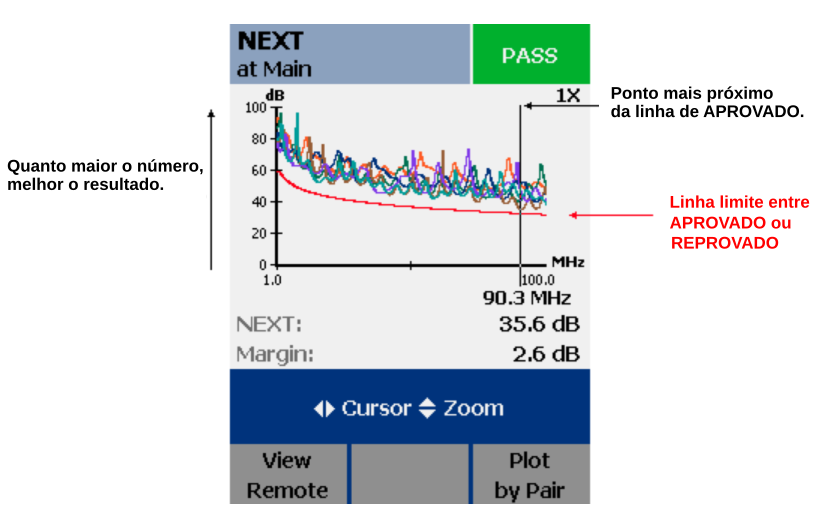 NEXT
at Main
PASS
dB
1X
100
80
60
40
20
0
1.0
100.0
MHz
90.3 MHz
NEXT:
35.6 dB
Margin:
2.6 dB
Cursor
Zoom
View
Remote
Plot
by Pair
Quanto maior o número,
melhor o resultado.
Ponto mais próximo
da linha de APROVADO.
Linha limite entre
APROVADO ou
REPROVADO